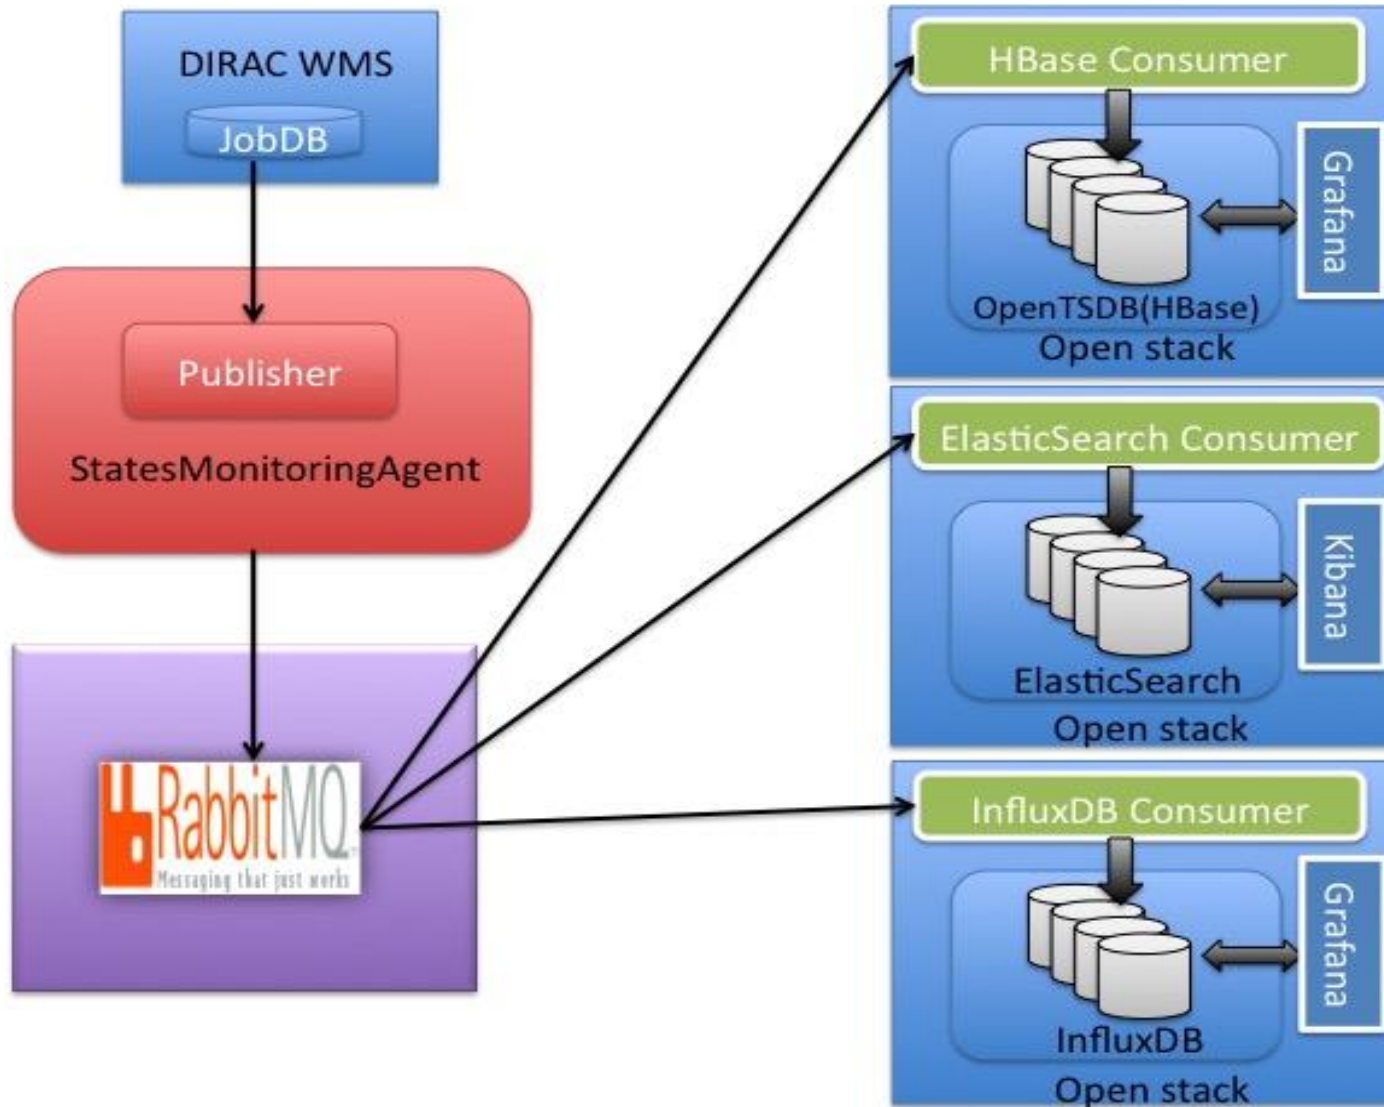 DIRAC WMS
JobDB
Publisher
StatesMonitoringAgent
RabbitMQ
Messaging that just works
HBase Consumer
OpenTSDB(HBase)
Grafana
Open stack
ElasticSearch Consumer
ElasticSearch
Kibana
Open stack
InfluxDB Consumer
InfluxDB
Grafana
Open stack